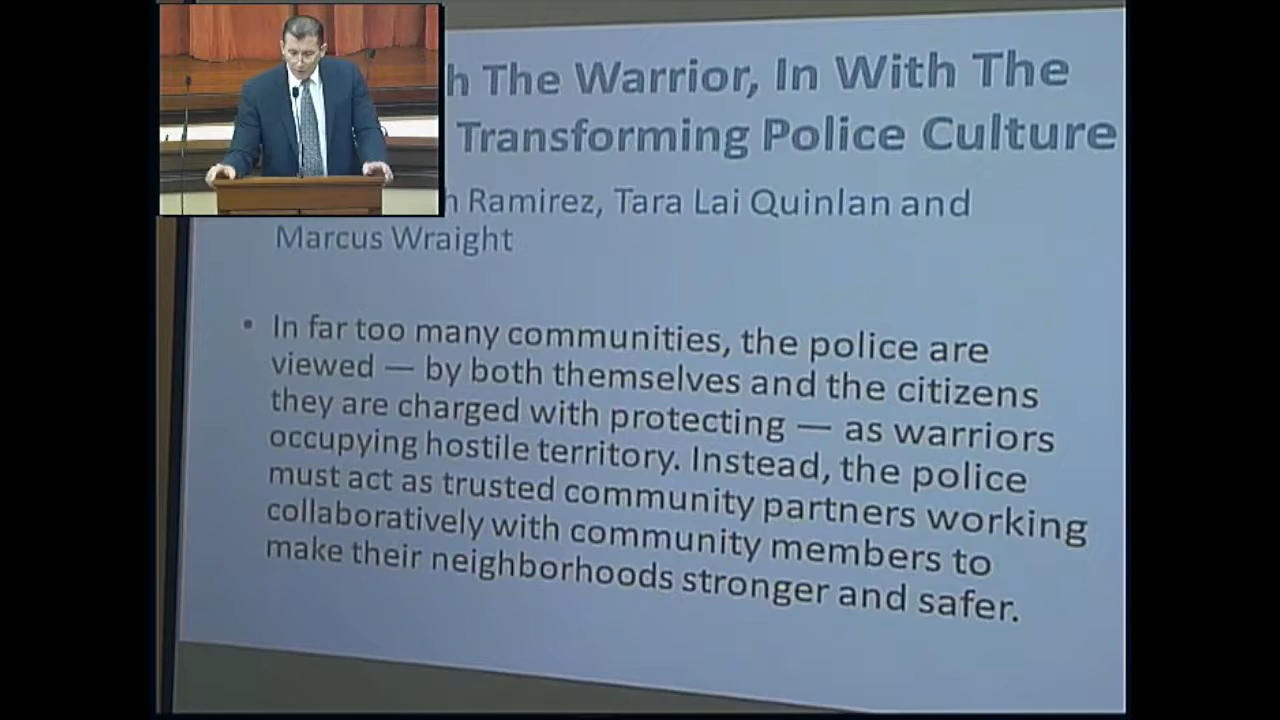 h The Warrior, In With The
Transforming Police Culture
h Ramirez, Tara Lai Quinlan and
Marcus Wraight
• In far too many communities, the police are
viewed — by both themselves and the citizens
they are charged with protecting — as warriors
occupying hostile territory. Instead, the police
must act as trusted community partners working
collaboratively with community members to
make their neighborhoods stronger and safer.